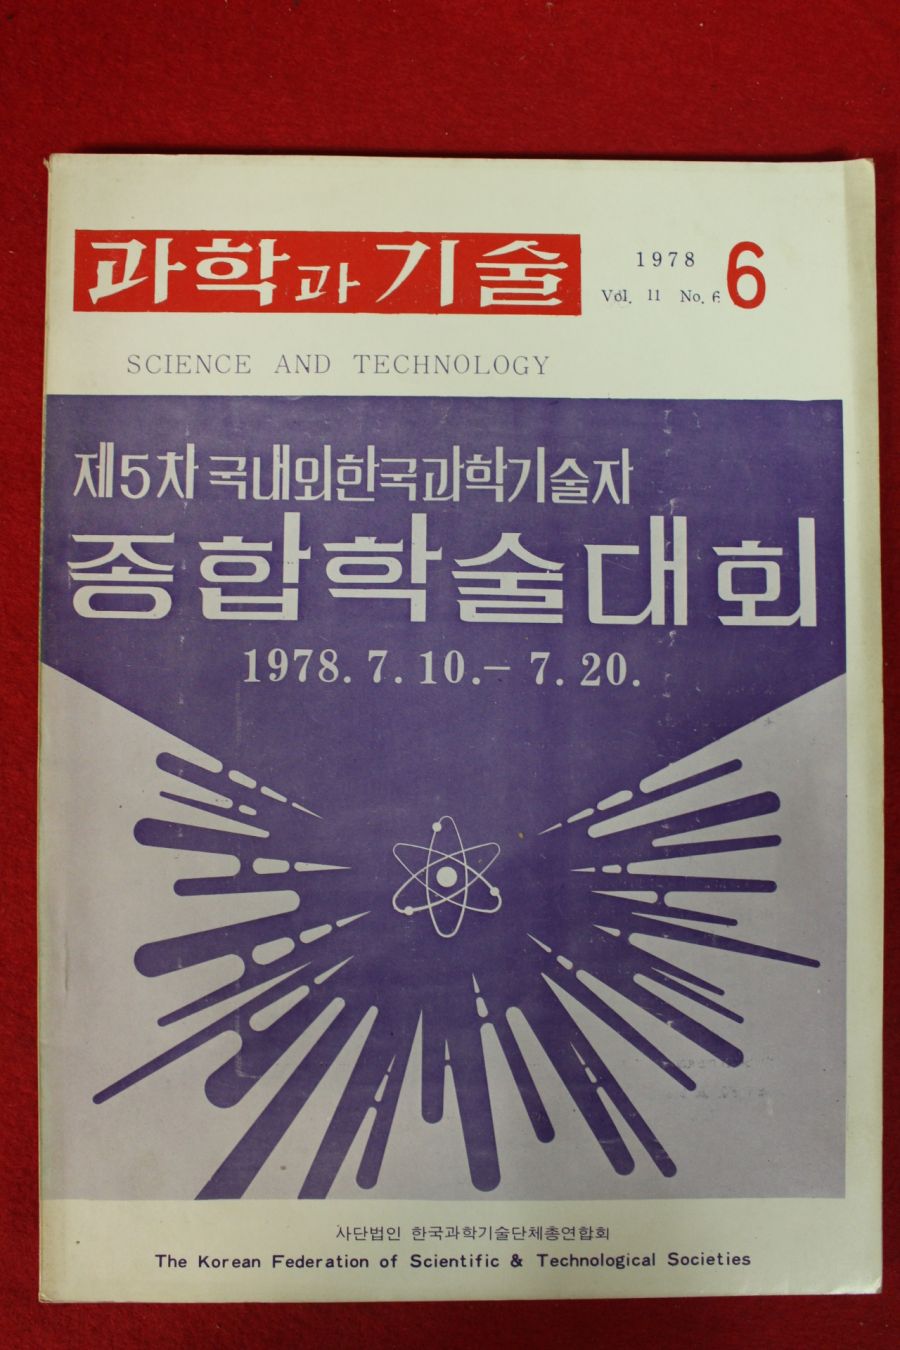 과학과기술
1978
Vol. 11 No. 6
6
SCIENCE AND TECHNOLOGY
제5차 국내외한국과학기술자
종합학술대회
1978. 7. 10.－ 7. 20.
사단법인 한국과학기술단체총연합회
The Korean Federation of Scientific & Technological Societies